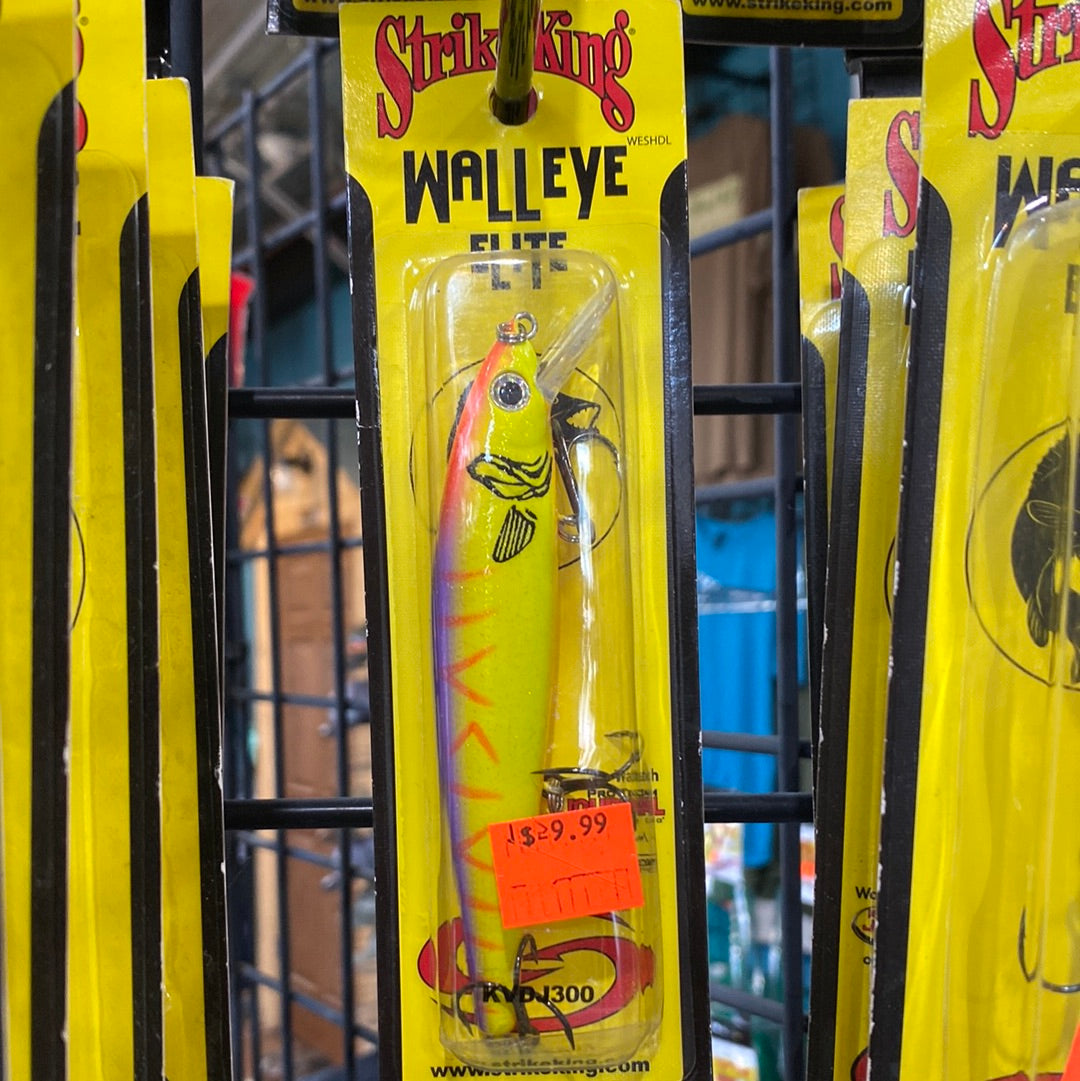 www.strikeking.com
Strike King®
WESHDL
WALLEYE
ELITE
$29.99
KVDJ300
www.strikeking.com